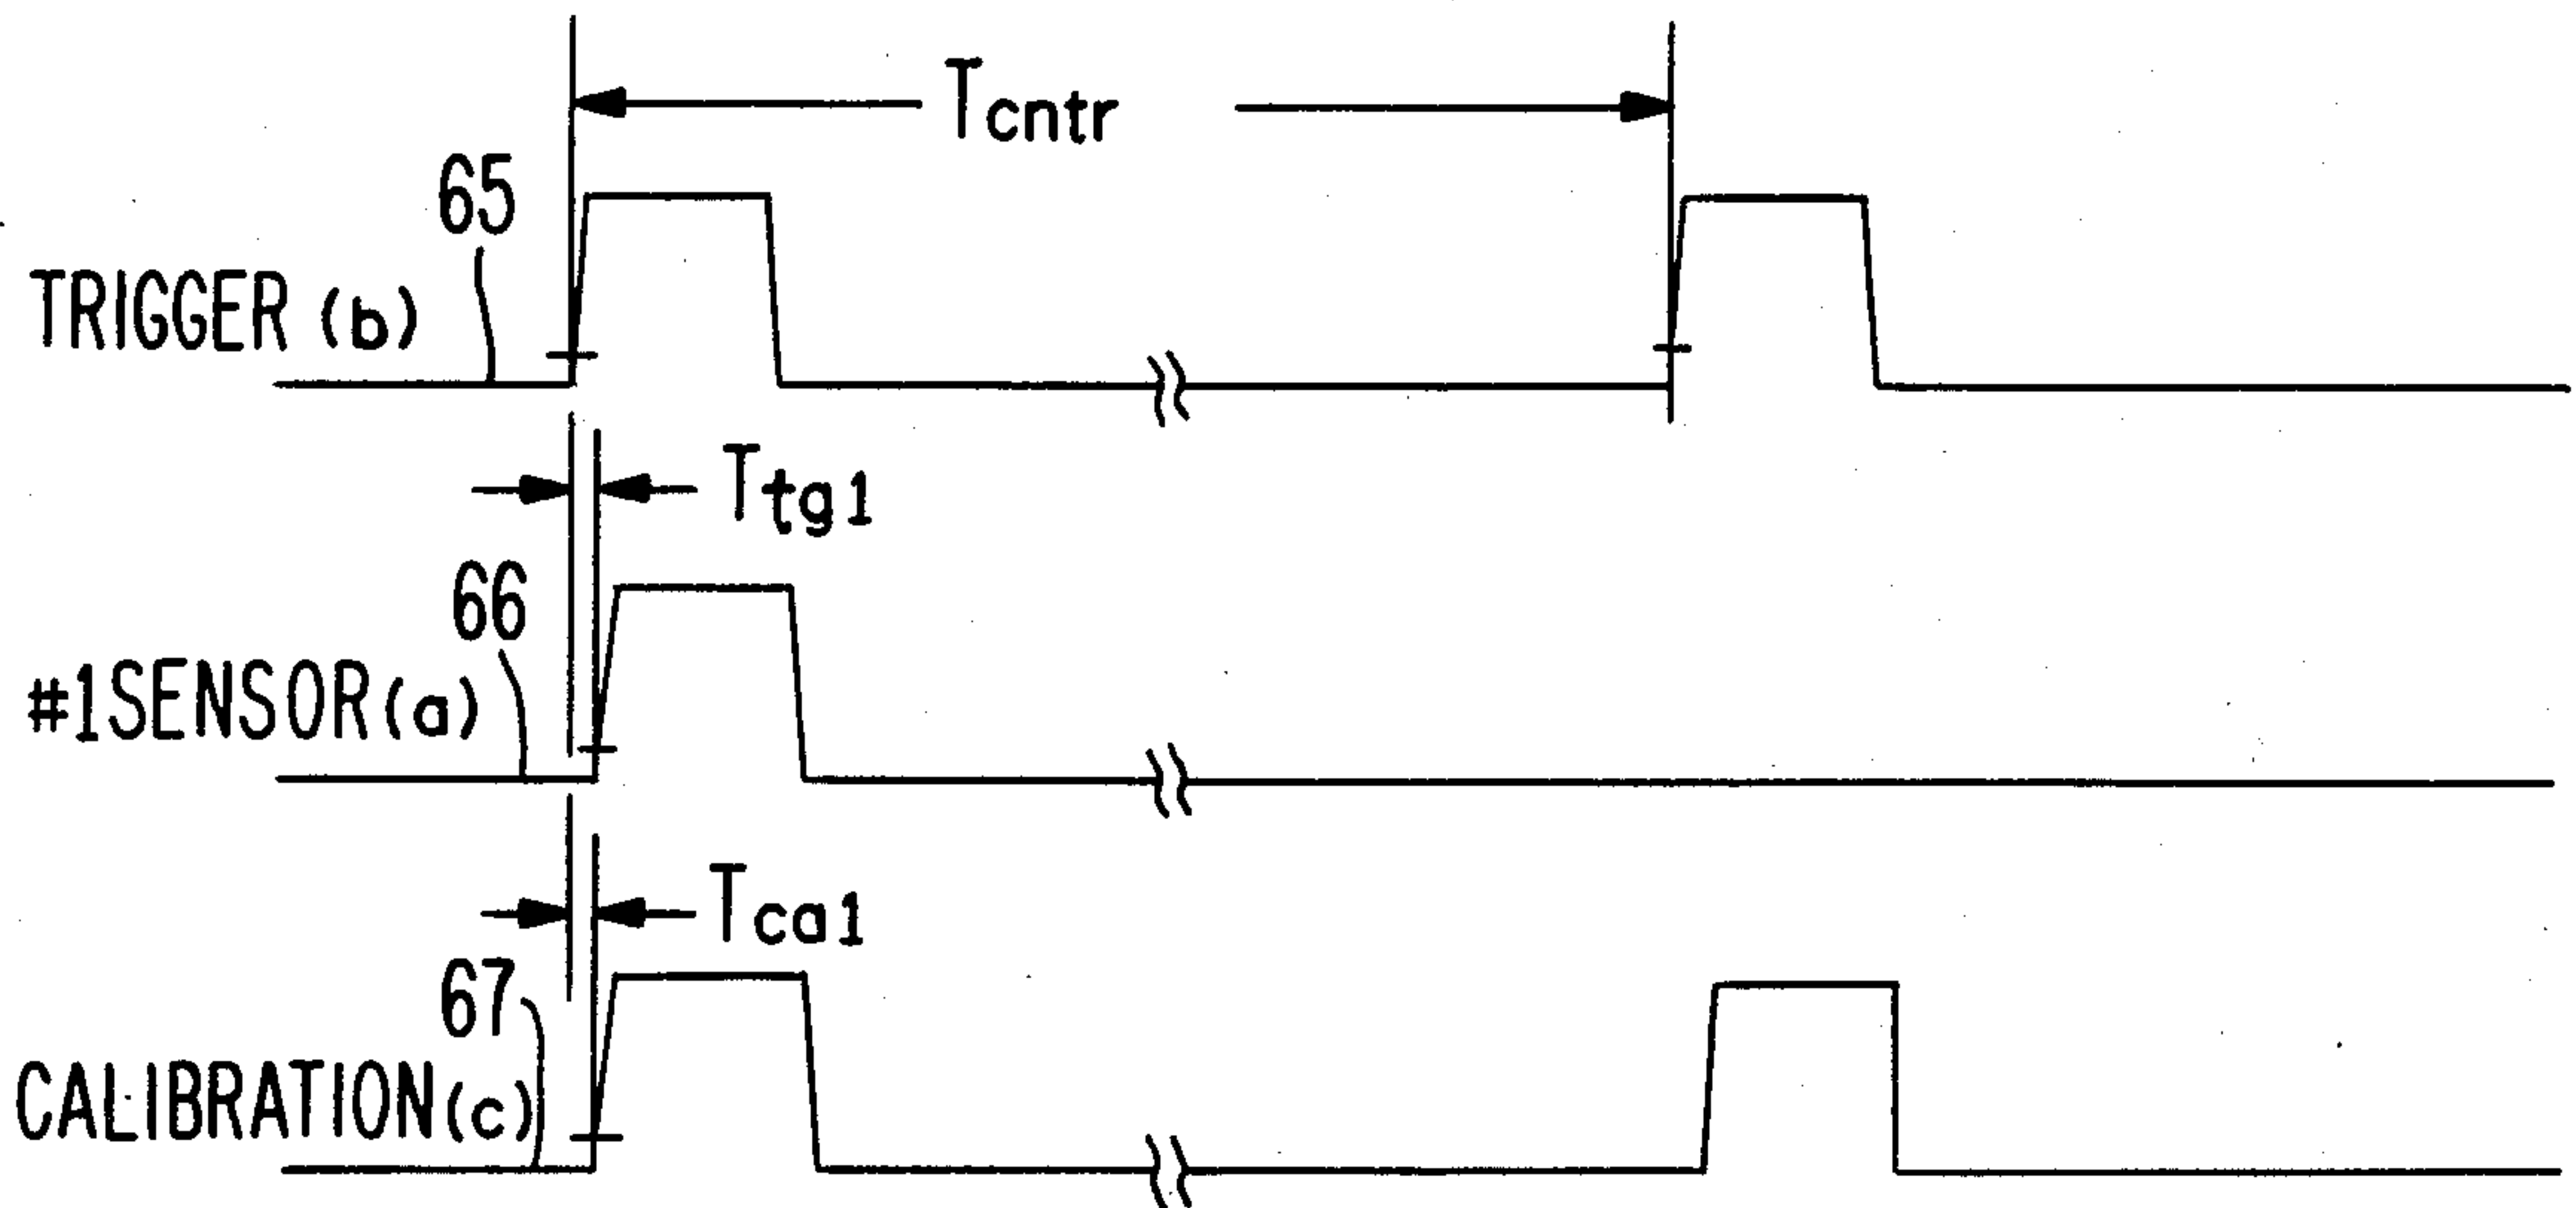 Tcntr
65
TRIGGER (b)
Ttg1
66
#1SENSOR(a)
Tca1
67
CALIBRATION(c)